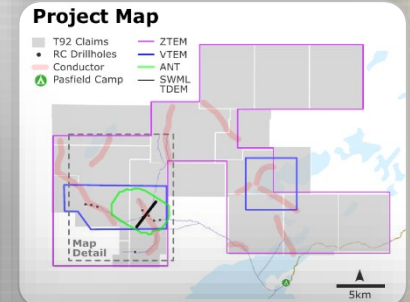 Project Map
T92 Claims
RC Drillholes
Conductor
Pasfield Camp
ZTEM
VTEM
ANT
SWML
TDEM
Map
Detail
5km